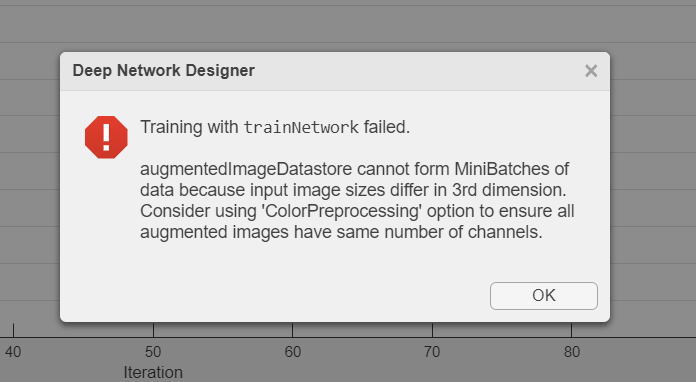 Deep Network Designer
×
Training with trainNetwork failed.
augmentedImageDatastore cannot form MiniBatches of
data because input image sizes differ in 3rd dimension.
Consider using 'ColorPreprocessing' option to ensure all
augmented images have same number of channels.
OK
40 50 60 70 80
Iteration